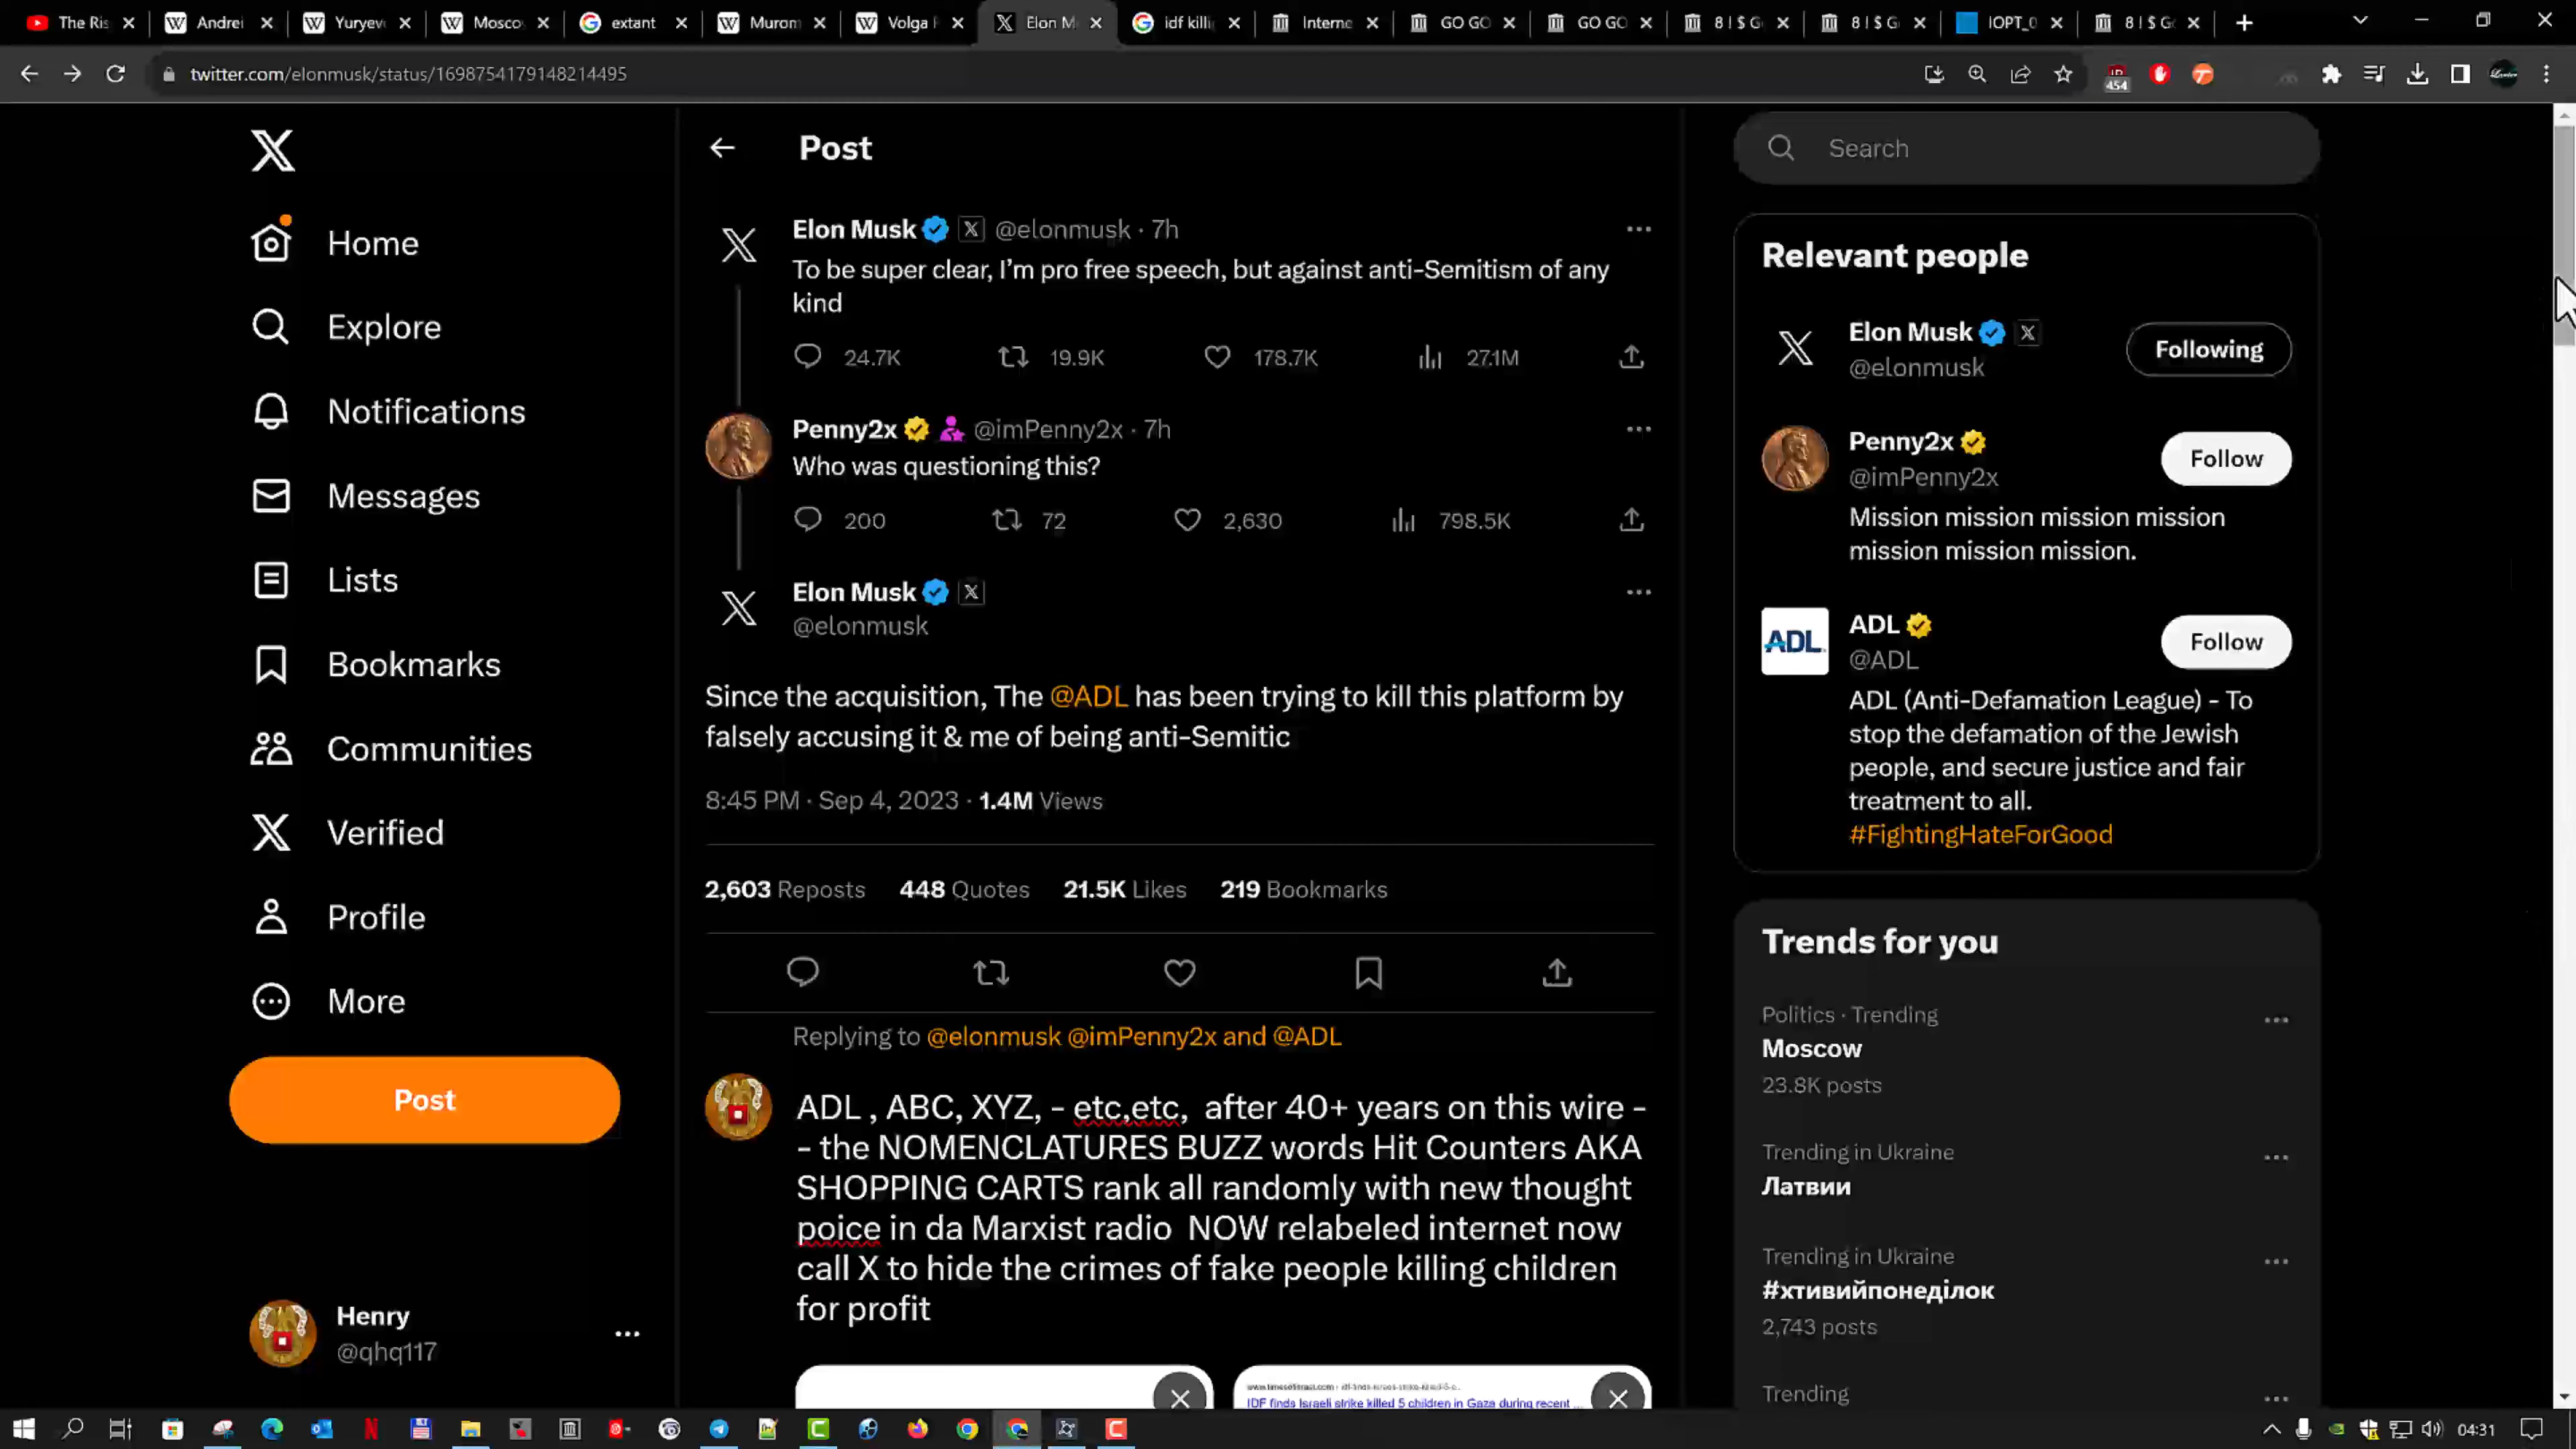 The Ris
Andrei
Yuryev
Mosco
extant
Murom
Volga
Elon M
idf killi
Interne
GO GO
GO GO
8 I $ G
8 I $ G
IOPT_0
8 I $ G
twitter.com/elonmusk/status/1698754179148214495
454
Home
Explore
Notifications
Messages
Lists
Bookmarks
Communities
Verified
Profile
More
Post
Henry
@qhq117
Post
Elon Musk @elonmusk · 7h
To be super clear, I'm pro free speech, but against anti-Semitism of any
kind
24.7K 19.9K 178.7K 27.1M
Penny2x @imPenny2x · 7h
Who was questioning this?
200 72 2,630 798.5K
Elon Musk
@elonmusk
Since the acquisition, The @ADL has been trying to kill this platform by
falsely accusing it & me of being anti-Semitic
8:45 PM · Sep 4, 2023 · 1.4M Views
2,603 Reposts 448 Quotes 21.5K Likes 219 Bookmarks
Replying to @elonmusk @imPenny2x and @ADL
ADL , ABC, XYZ, - etc,etc, after 40+ years on this wire -
- the NOMENCLATURES BUZZ words Hit Counters AKA
SHOPPING CARTS rank all randomly with new thought
poice in da Marxist radio NOW relabeled internet now
call X to hide the crimes of fake people killing children
for profit
IDF finds Israeli strike killed 5 children in Gaza during recent ...
Search
Relevant people
Elon Musk
@elonmusk
Following
Penny2x
@imPenny2x
Follow
Mission mission mission mission
mission mission mission.
ADL
ADL
@ADL
Follow
ADL (Anti-Defamation League) - To
stop the defamation of the Jewish
people, and secure justice and fair
treatment to all.
#FightingHateForGood
Trends for you
Politics · Trending
Moscow
23.8K posts
Trending in Ukraine
Латвии
Trending in Ukraine
#хтивийпонеділок
2,743 posts
Trending
04:31